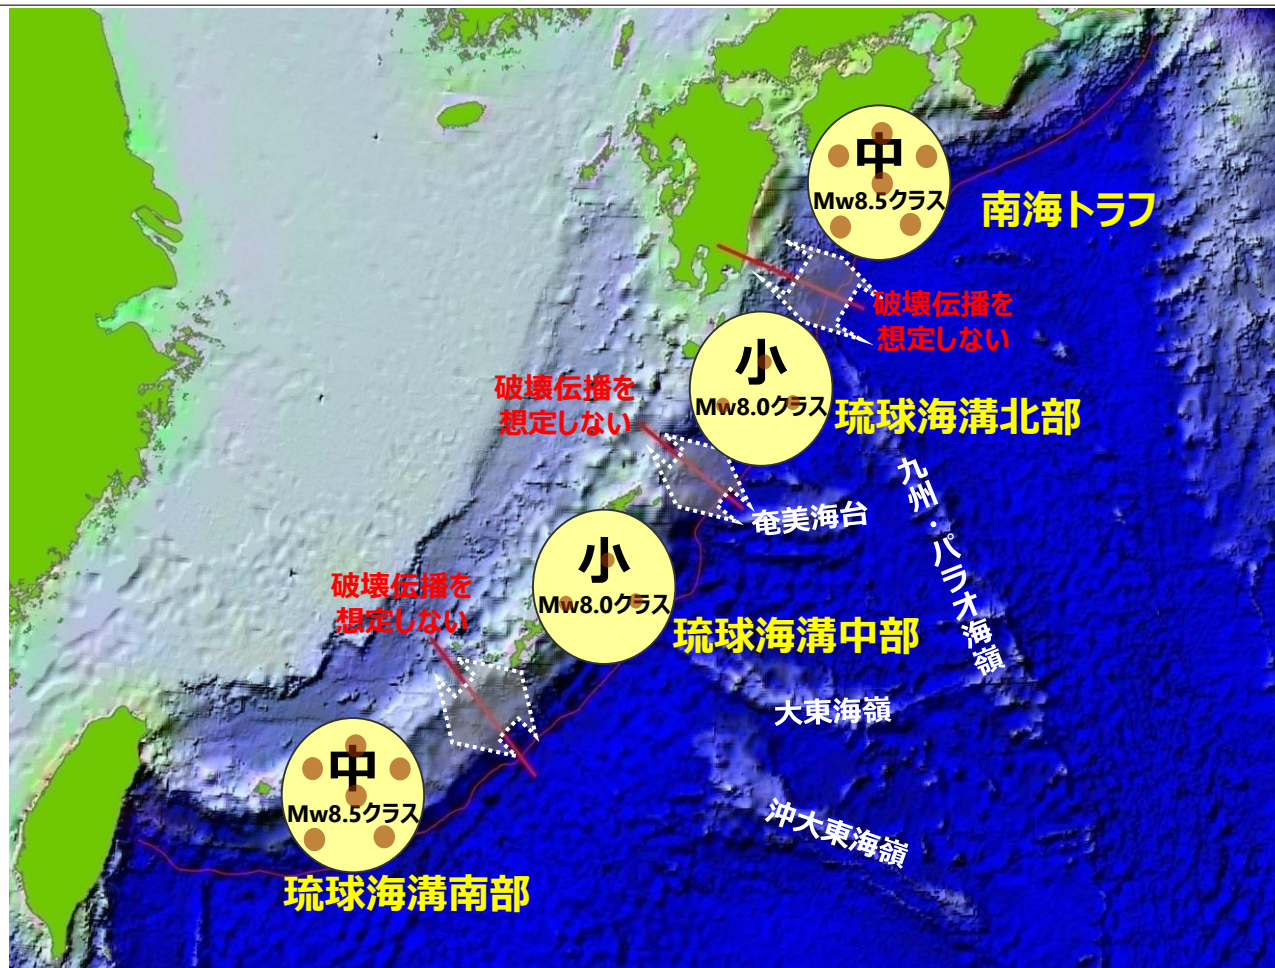 中
Mw8.5クラス
南海トラフ
破壊伝播を
想定しない
小
Mw8.0クラス
琉球海溝北部
破壊伝播を
想定しない
九州・パラオ海嶺
奄美海台
小
Mw8.0クラス
琉球海溝中部
破壊伝播を
想定しない
大東海嶺
中
Mw8.5クラス
沖大東海嶺
琉球海溝南部